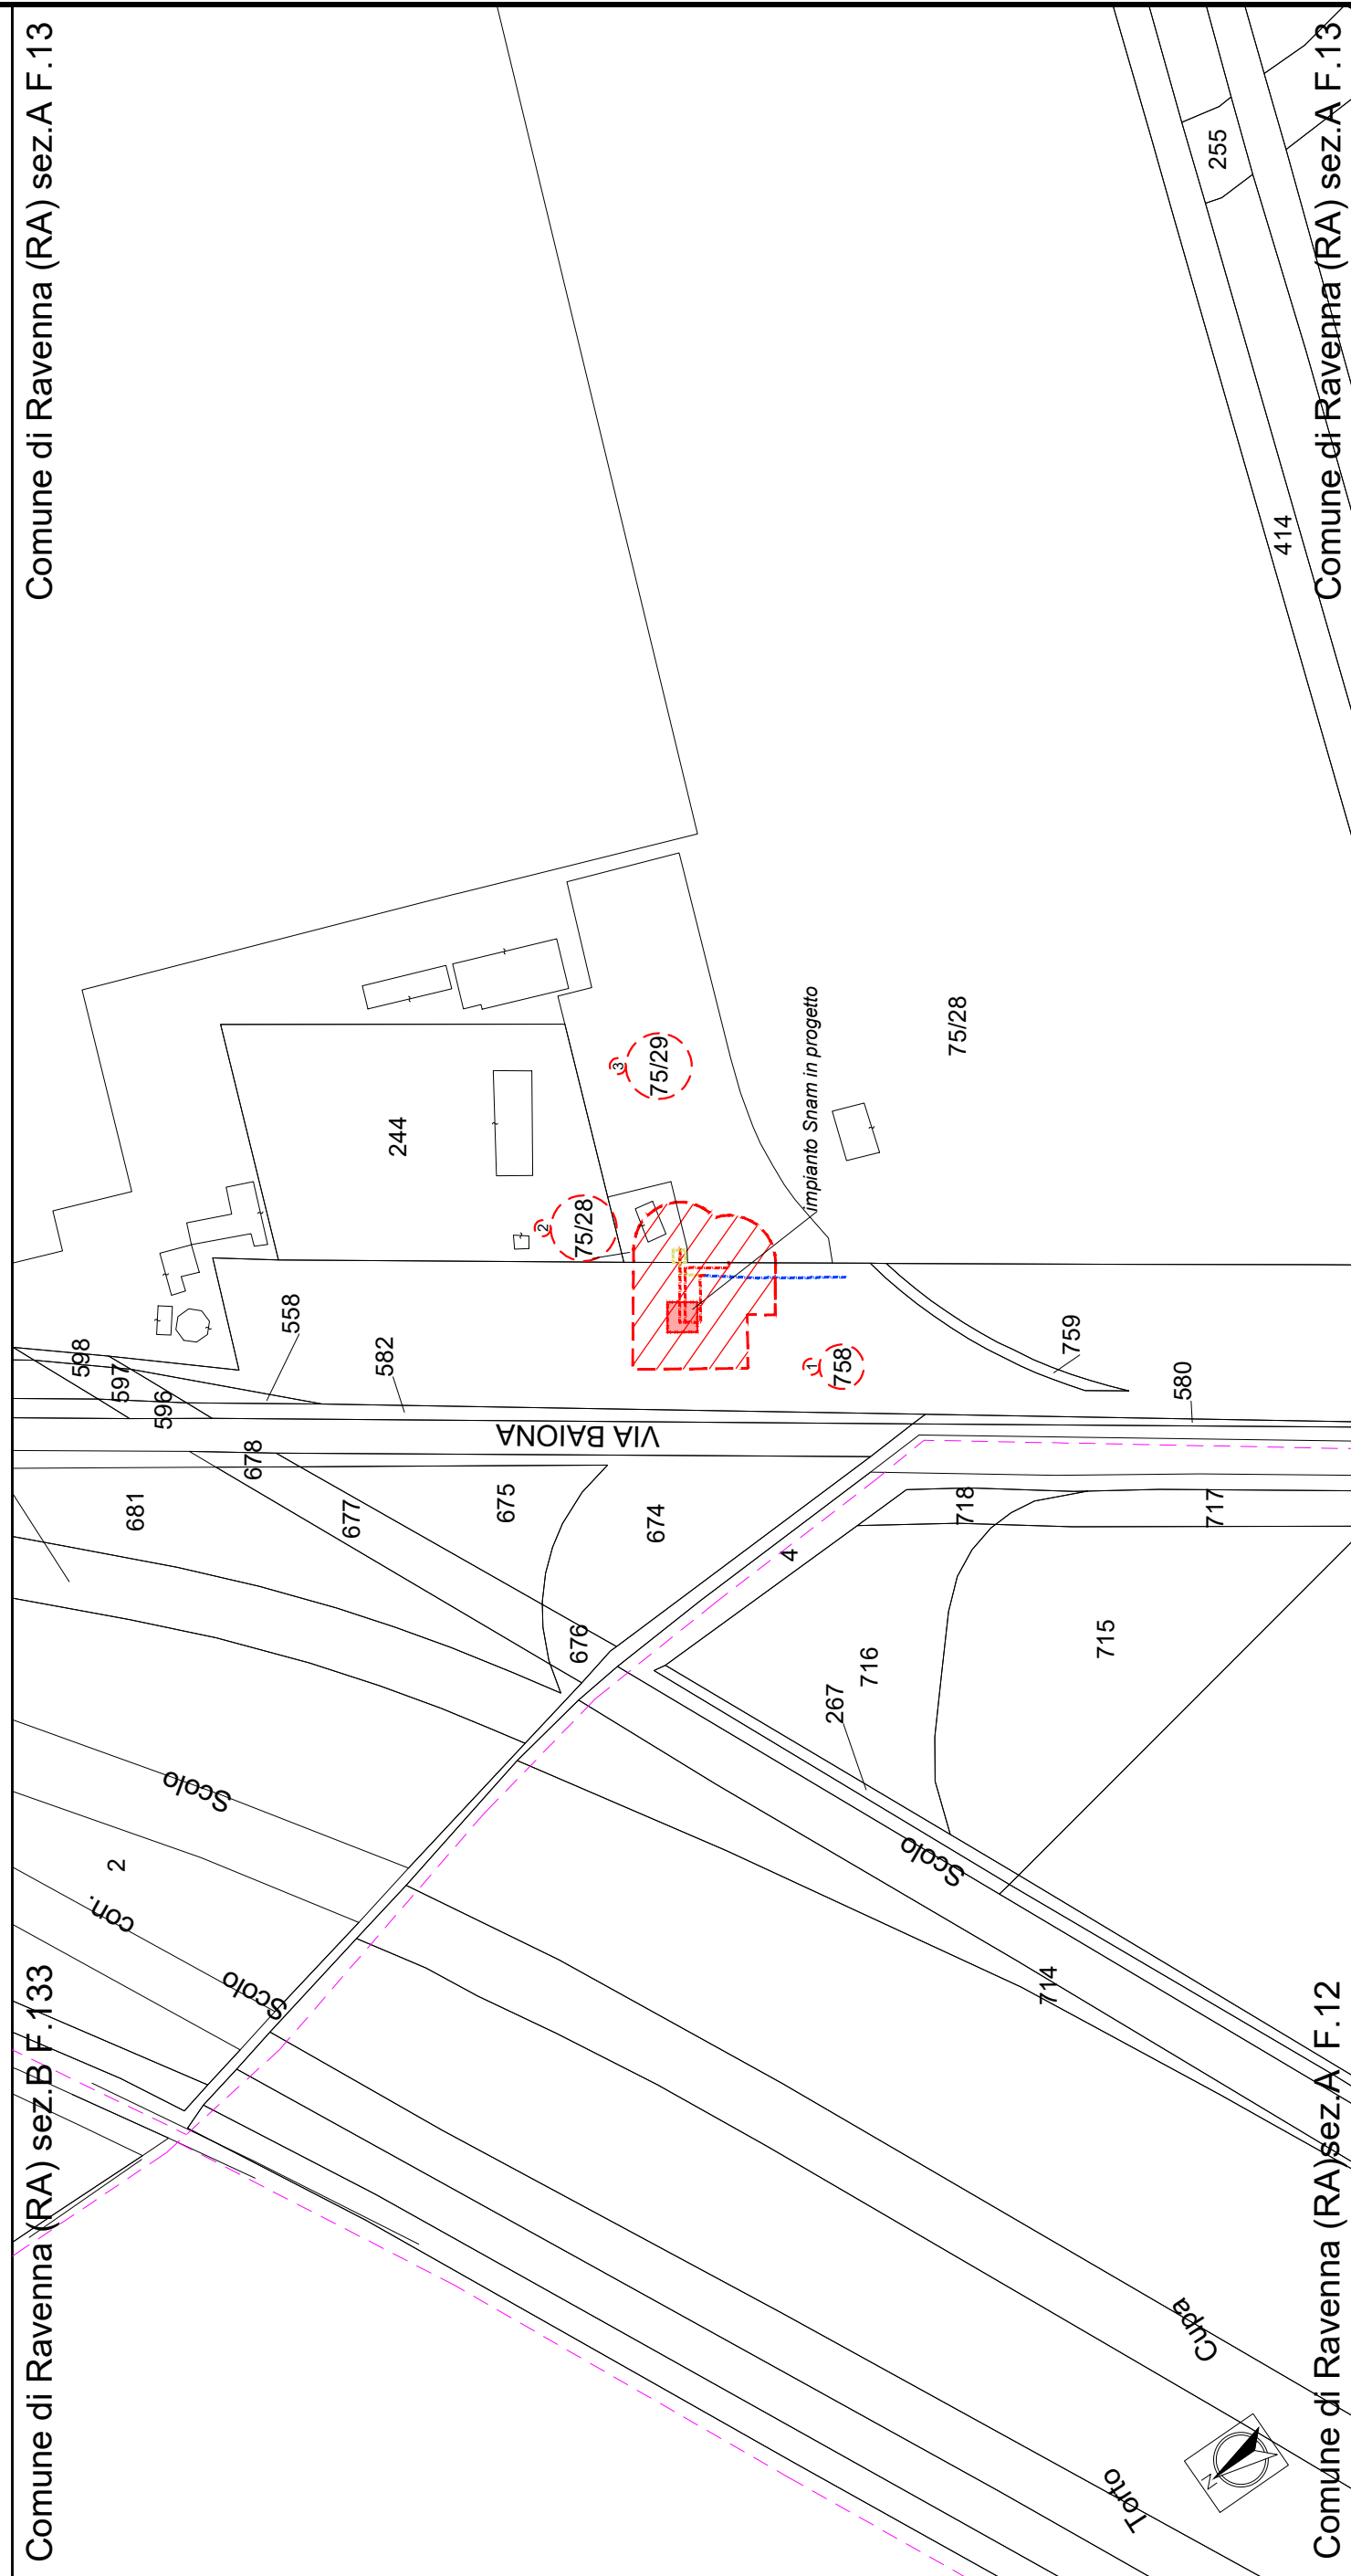 Comune di Ravenna (RA) sez.B F.133
Comune di Ravenna (RA) sez.A F.13
2
con.
Scolo
Scolo
681
678
677
675
674
676
598
597
596
558
582
VIA BAIONA
244
2
75/28
3
75/29
1
758
impianto Snam in progetto
75/28
759
580
4
718
717
716
715
267
Scolo
714
255
414
Cupa
Torto
N
Comune di Ravenna (RA)sez.A F.12
Comune di Ravenna (RA) sez.A F.13